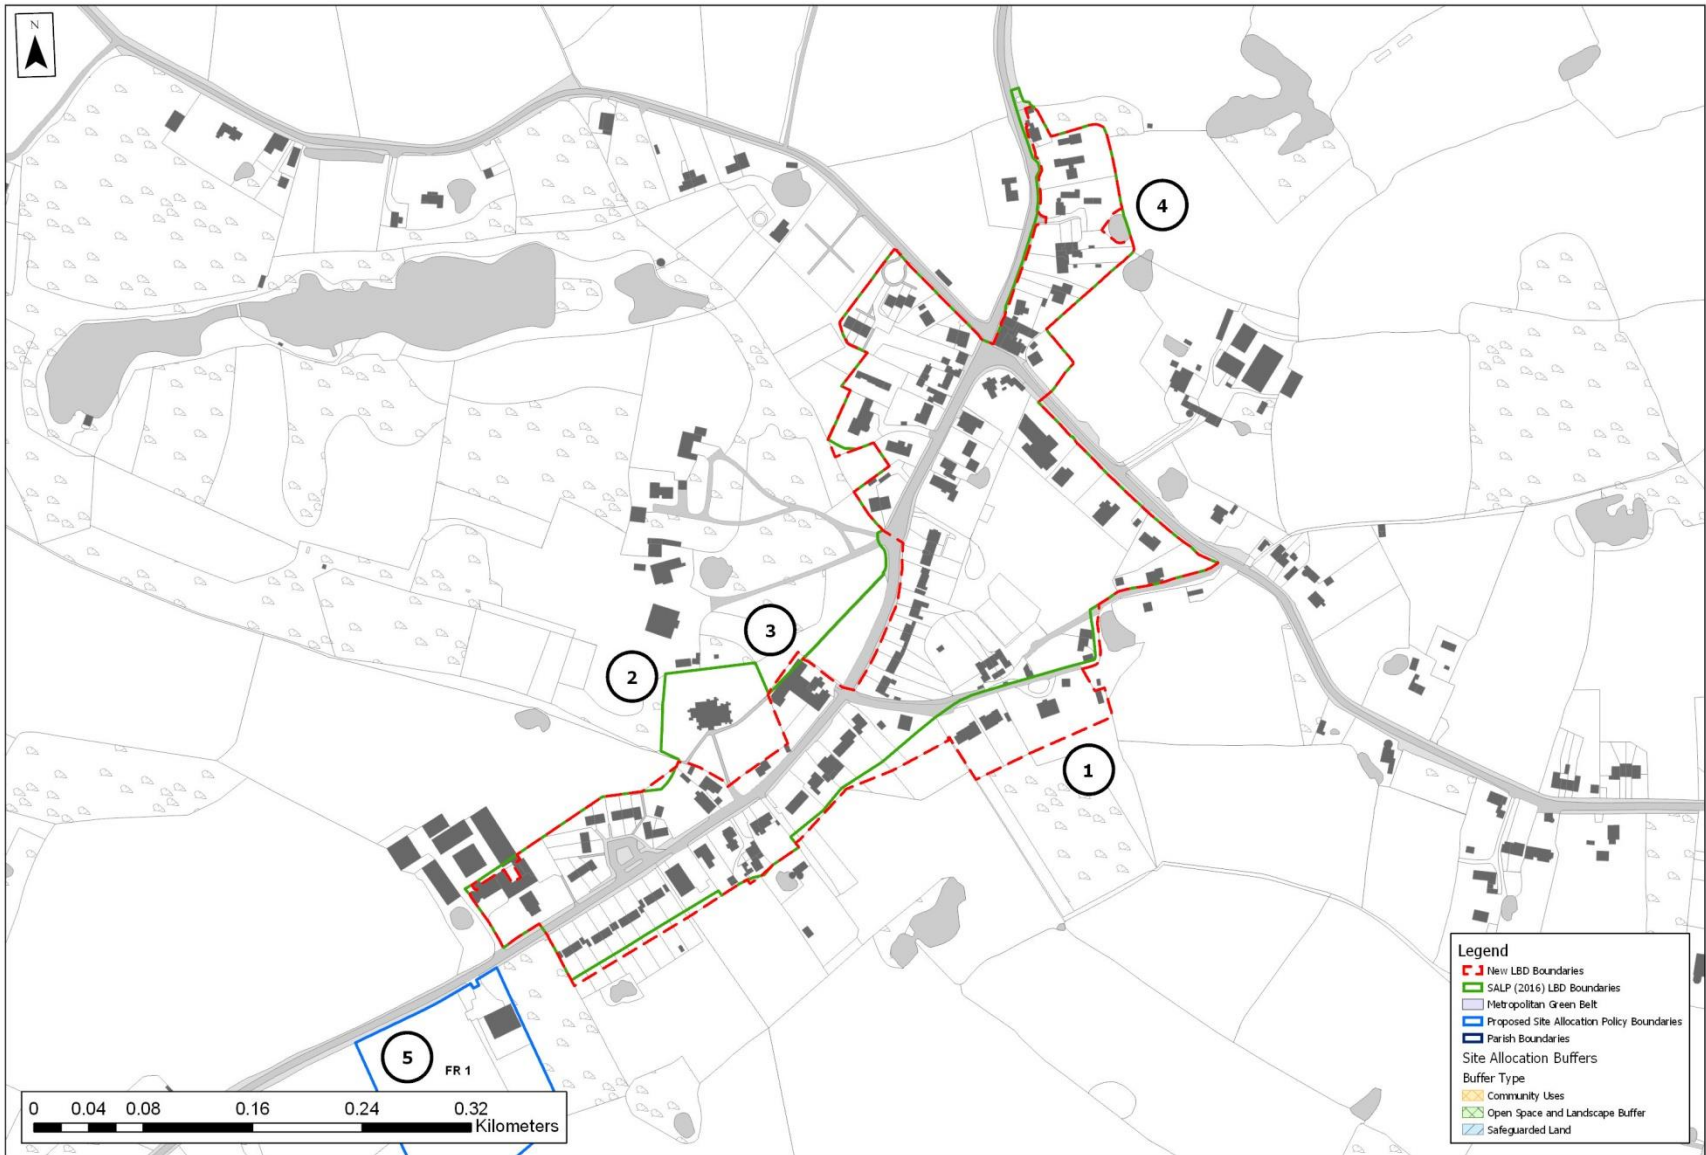 N
4
3
2
1
5
FR 1
0 0.04 0.08 0.16 0.24 0.32
Kilometers
Legend
New LBD Boundaries
SALP (2016) LBD Boundaries
Metropolitan Green Belt
Proposed Site Allocation Policy Boundaries
Parish Boundaries
Site Allocation Buffers
Buffer Type
Community Uses
Open Space and Landscape Buffer
Safeguarded Land